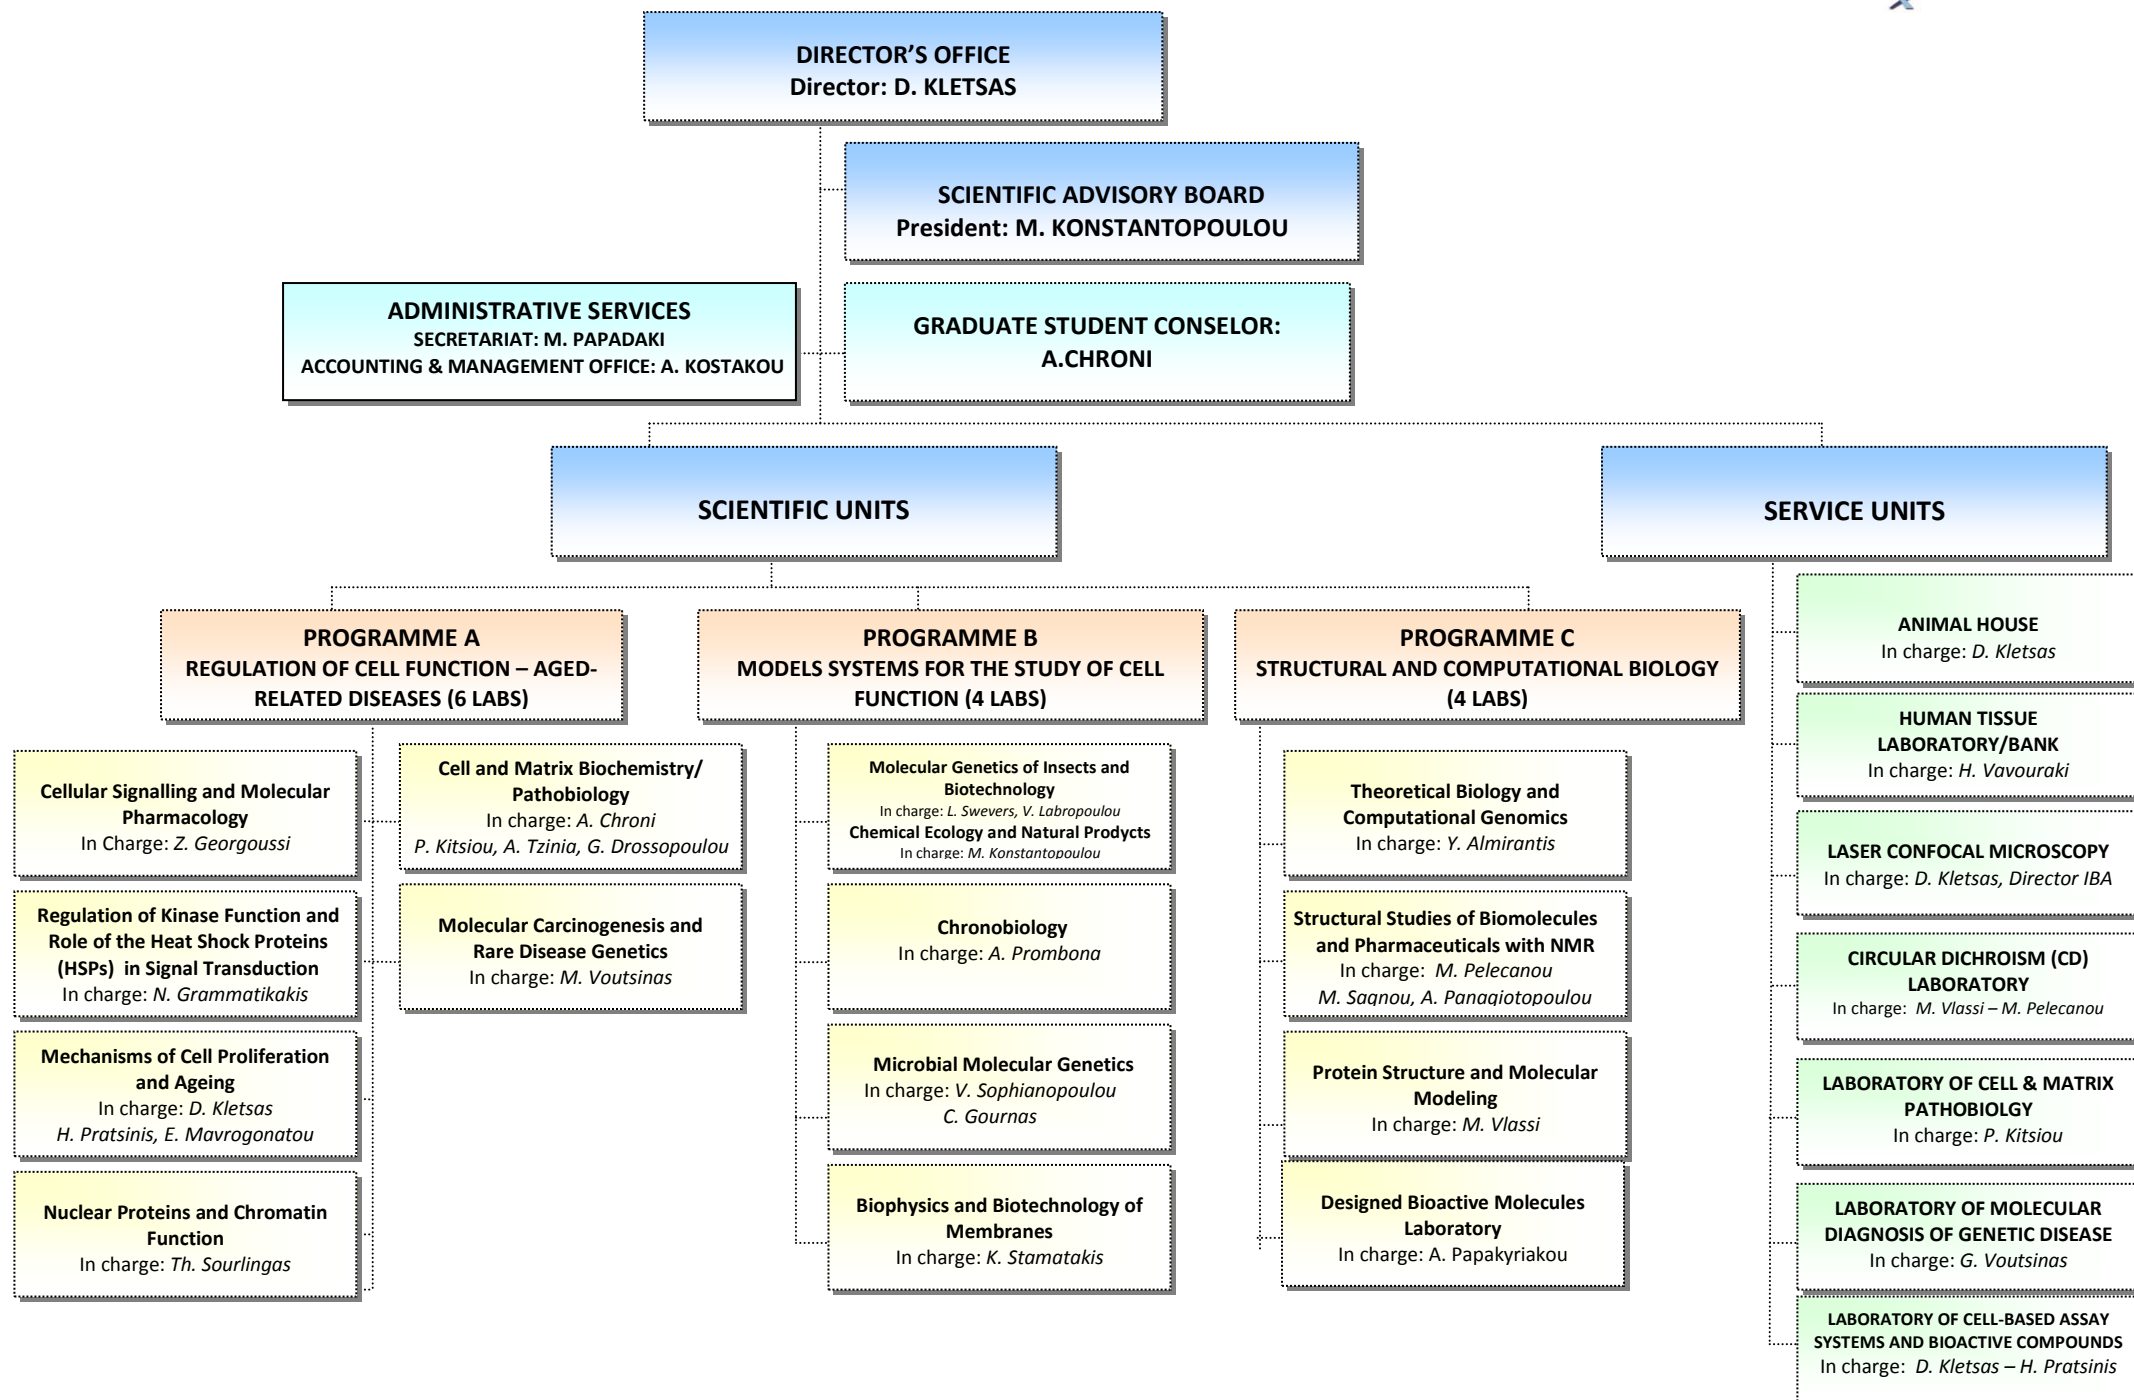 DIRECTOR’S OFFICE
Director: D. KLETSAS
SCIENTIFIC ADVISORY BOARD
President: M. KONSTANTOPOULOU
ADMINISTRATIVE SERVICES
SECRETARIAT: M. PAPADAKI
ACCOUNTING & MANAGEMENT OFFICE: A. KOSTAKOU
GRADUATE STUDENT CONSELOR:
A.CHRONI
SCIENTIFIC UNITS
SERVICE UNITS
PROGRAMME A
REGULATION OF CELL FUNCTION – AGED-
RELATED DISEASES (6 LABS)
Cellular Signalling and Molecular
Pharmacology
In Charge: Z. Georgoussi
Regulation of Kinase Function and
Role of the Heat Shock Proteins
(HSPs) in Signal Transduction
In charge: N. Grammatikakis
Mechanisms of Cell Proliferation
and Ageing
In charge: D. Kletsas
H. Pratsinis, E. Mavrogonatou
Nuclear Proteins and Chromatin
Function
In charge: Th. Sourlingas
Cell and Matrix Biochemistry/
Pathobiology
In charge: A. Chroni
P. Kitsiou, A. Tzinia, G. Drossopoulou
Molecular Carcinogenesis and
Rare Disease Genetics
In charge: M. Voutsinas
PROGRAMME B
MODELS SYSTEMS FOR THE STUDY OF CELL
FUNCTION (4 LABS)
Molecular Genetics of Insects and
Biotechnology
In charge: L. Swevers, V. Labropoulou
Chemical Ecology and Natural Prodycts
In charge: M. Konstantopoulou
Chronobiology
In charge: A. Prombona
Microbial Molecular Genetics
In charge: V. Sophianopoulou
C. Gournas
Biophysics and Biotechnology of
Membranes
In charge: K. Stamatakis
PROGRAMME C
STRUCTURAL AND COMPUTATIONAL BIOLOGY
(4 LABS)
Theoretical Biology and
Computational Genomics
In charge: Y. Almirantis
Structural Studies of Biomolecules
and Pharmaceuticals with NMR
In charge: M. Pelecanou
M. Sagnou, A. Panagiotopoulou
Protein Structure and Molecular
Modeling
In charge: M. Vlassi
Designed Bioactive Molecules
Laboratory
In charge: A. Papakyriakou
ANIMAL HOUSE
In charge: D. Kletsas
HUMAN TISSUE
LABORATORY/BANK
In charge: H. Vavouraki
LASER CONFOCAL MICROSCOPY
In charge: D. Kletsas, Director IBA
CIRCULAR DICHROISM (CD)
LABORATORY
In charge: M. Vlassi – M. Pelecanou
LABORATORY OF CELL & MATRIX
PATHOBIOLGY
In charge: P. Kitsiou
LABORATORY OF MOLECULAR
DIAGNOSIS OF GENETIC DISEASE
In charge: G. Voutsinas
LABORATORY OF CELL-BASED ASSAY
SYSTEMS AND BIOACTIVE COMPOUNDS
In charge: D. Kletsas – H. Pratsinis